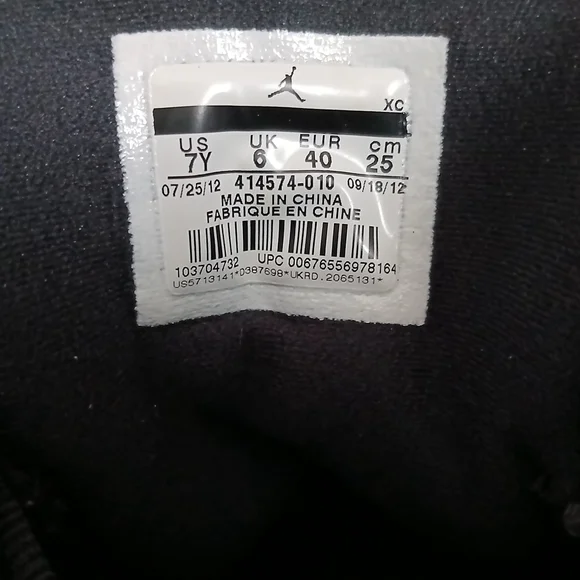 XC
US UK EUR cm
7Y 6 40 25
07/25/12 414574-010 09/18/12
MADE IN CHINA
FABRIQUE EN CHINE
103704732 UPC 00676556978164
US5713141*D387698*UKRD.2065131*